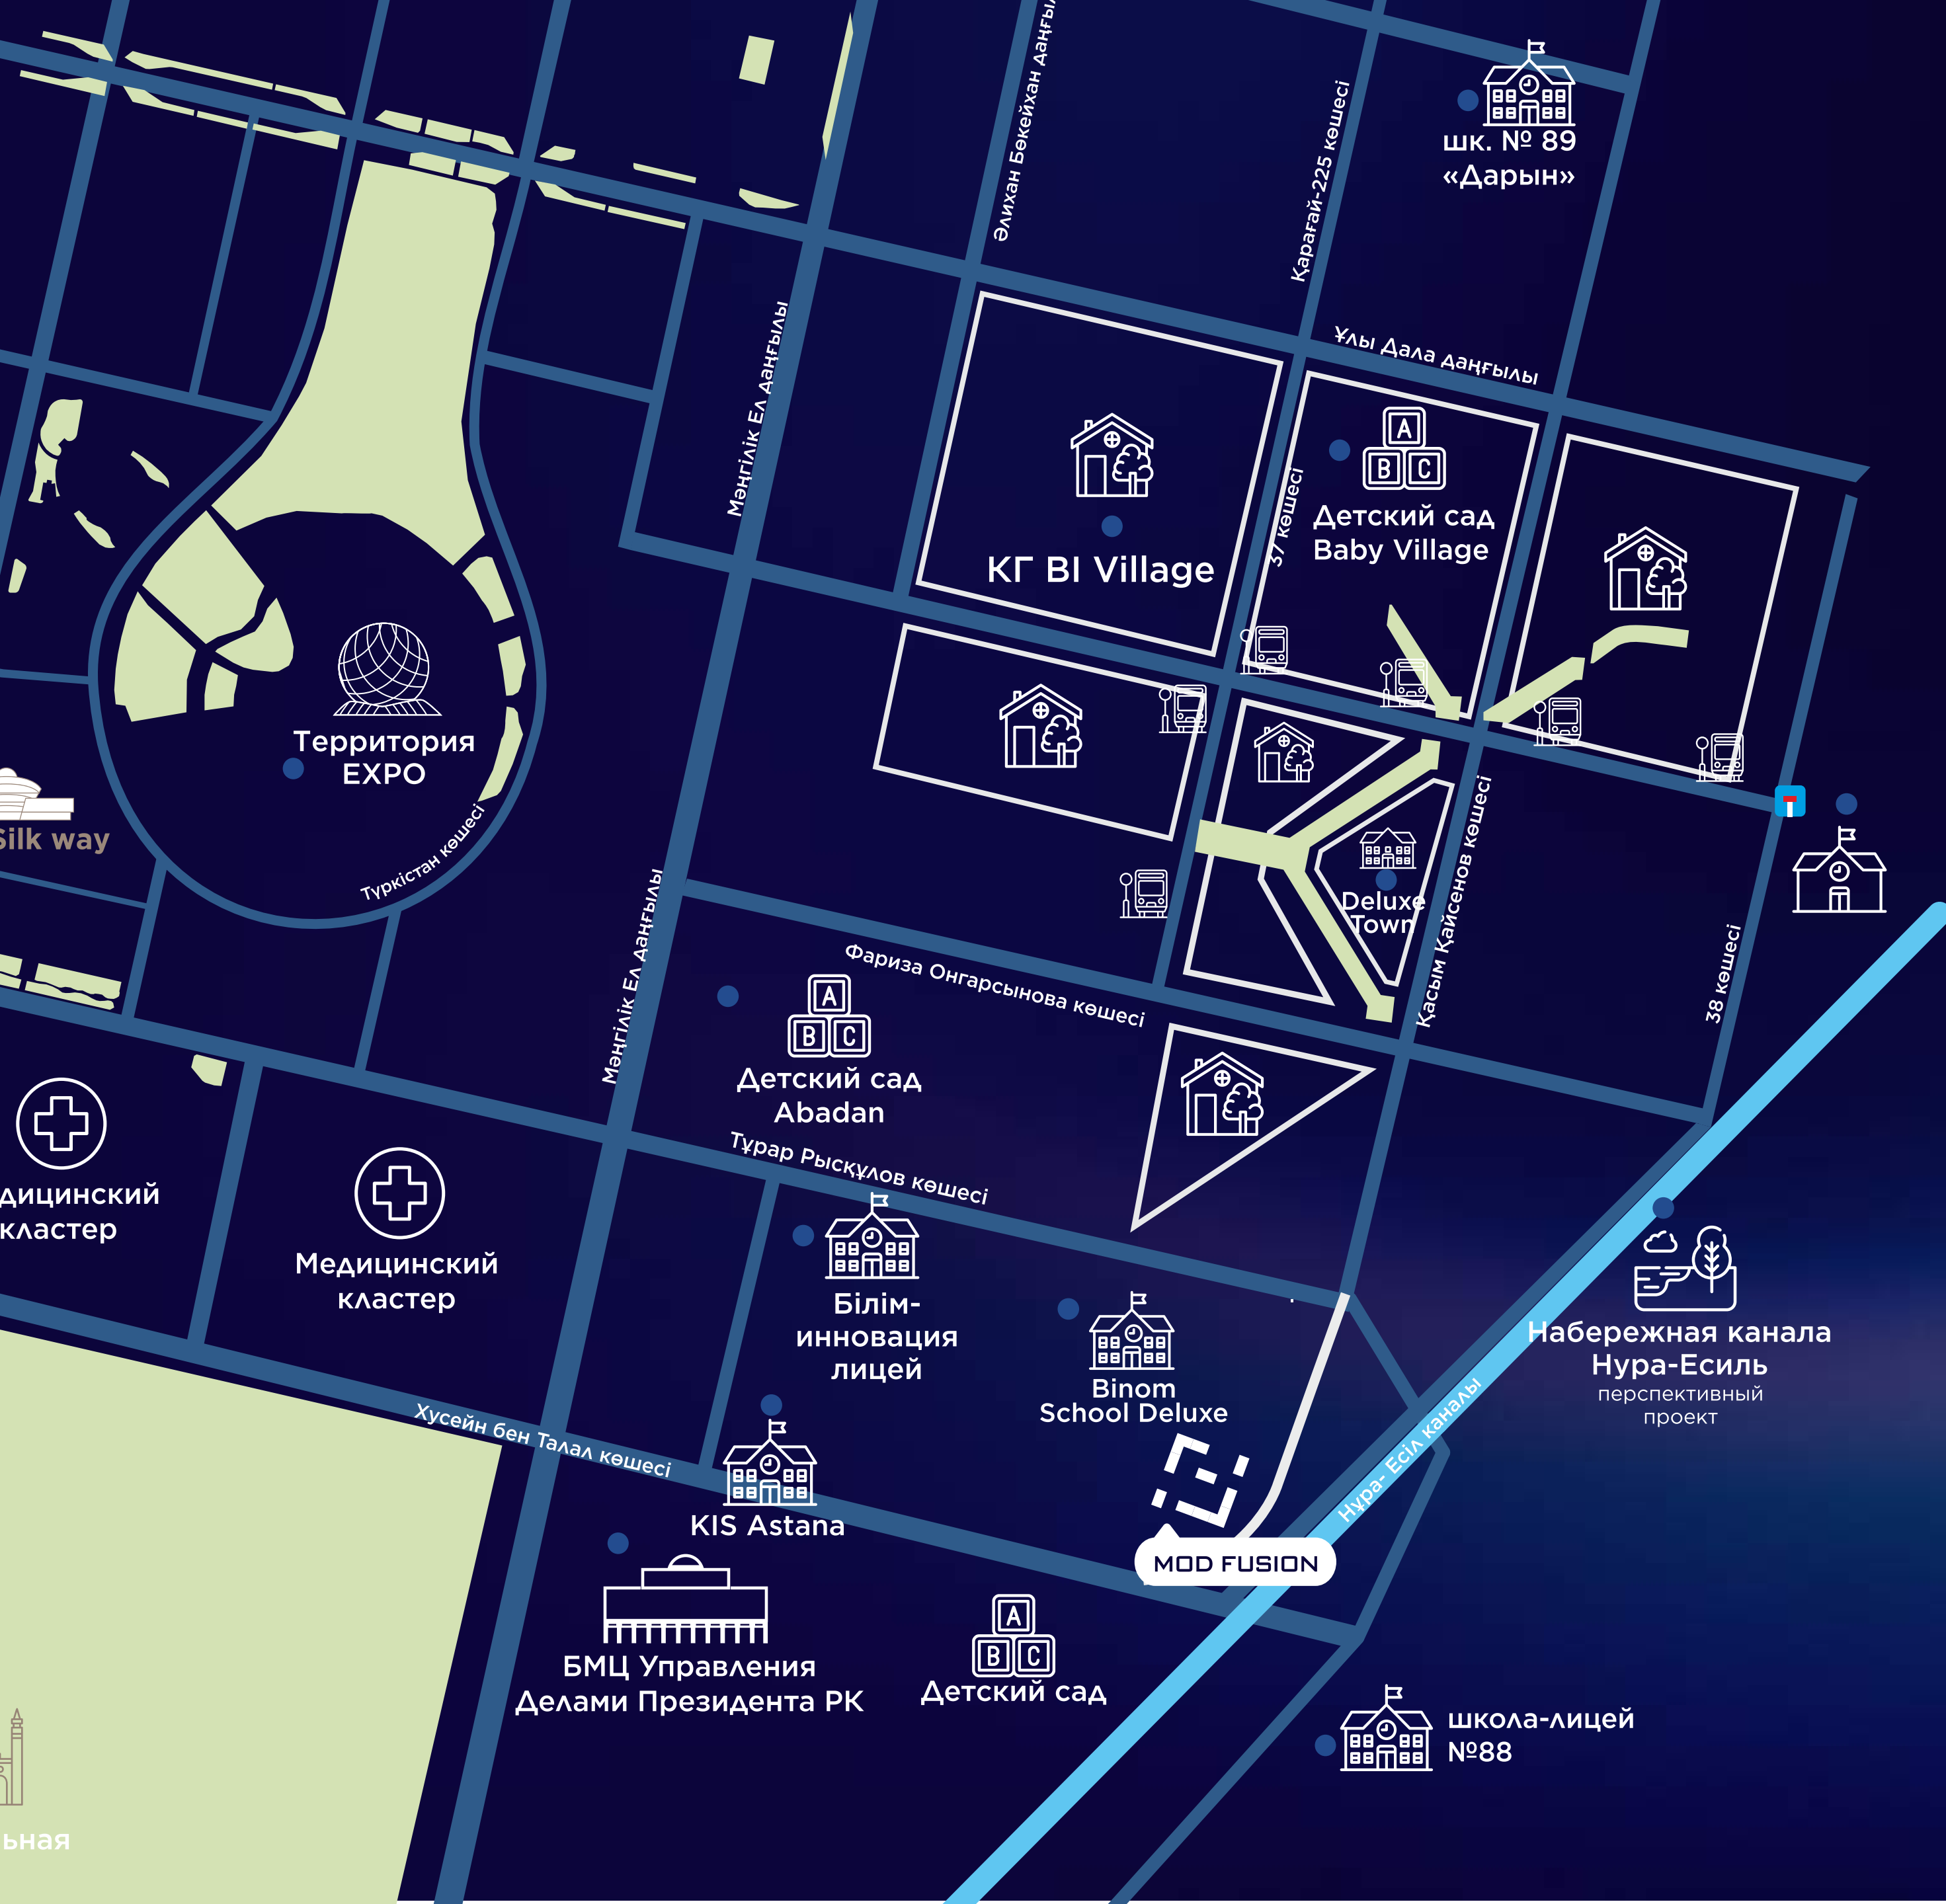 Әлихан Бөкейхан даңғы
Қарағай-225 көшесі
шк. № 89
«Дарын»
Ұлы Дала даңғылы
Мәңгілік Ел даңғылы
37 көшесі
A
B C
Детский сад
Baby Village
КГ BI Village
Территория
EXPO
Түркістан көшесі
Silk way
Deluxe
Town
Қасым Қайсенов көшесі
38 көшесі
Мәңгілік Ел даңғылы
Фариза Онгарсынова көшесі
A
B C
Детский сад
Abadan
Тұрар Рысқұлов көшесі
дицинский
кластер
Медицинский
кластер
Білім-
инновация
лицей
Binom
School Deluxe
Набережная канала
Нура-Есиль
перспективный
проект
Нұра- Есіл каналы
Хусейн бен Талал көшесі
KIS Astana
MOD FUSION
БМЦ Управления
Делами Президента РК
A
B C
Детский сад
школа-лицей
№88
ьная